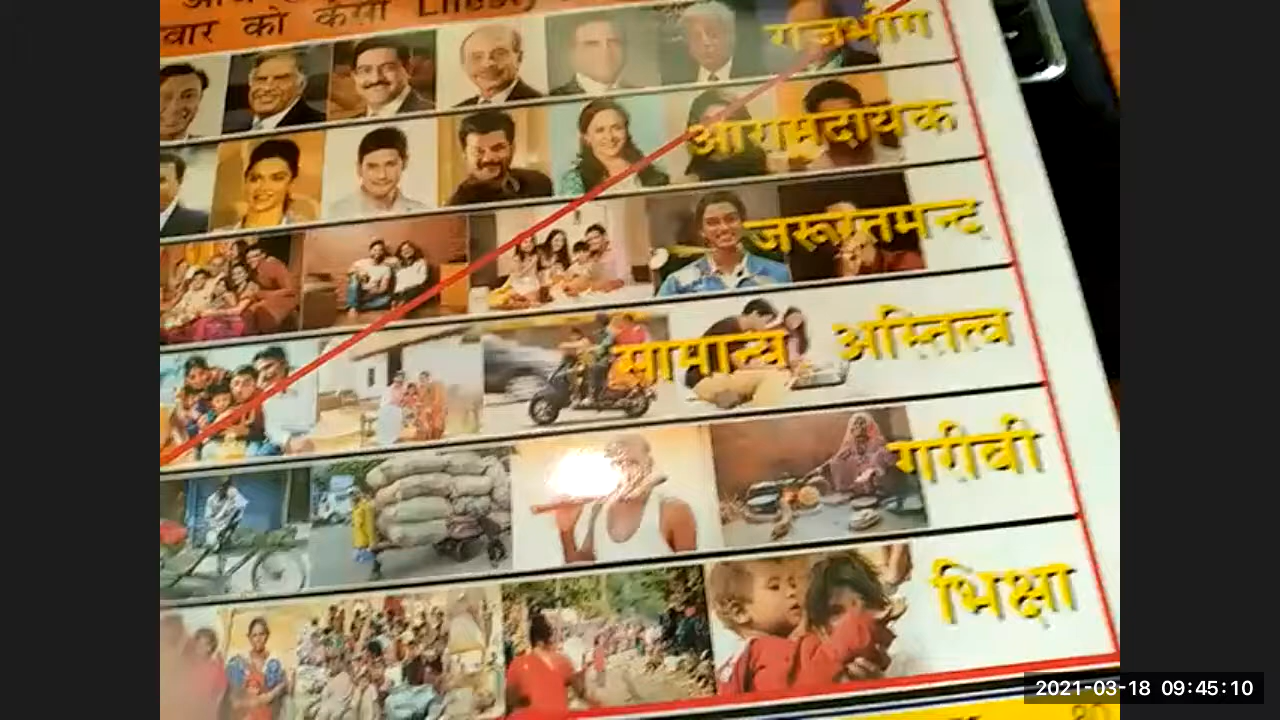 वार को कैसी
राजभोग
आरामदायक
जरूरतमन्द
सामान्य अस्तित्व
गरीबी
भिक्षा
2021-03-18 09:45:10